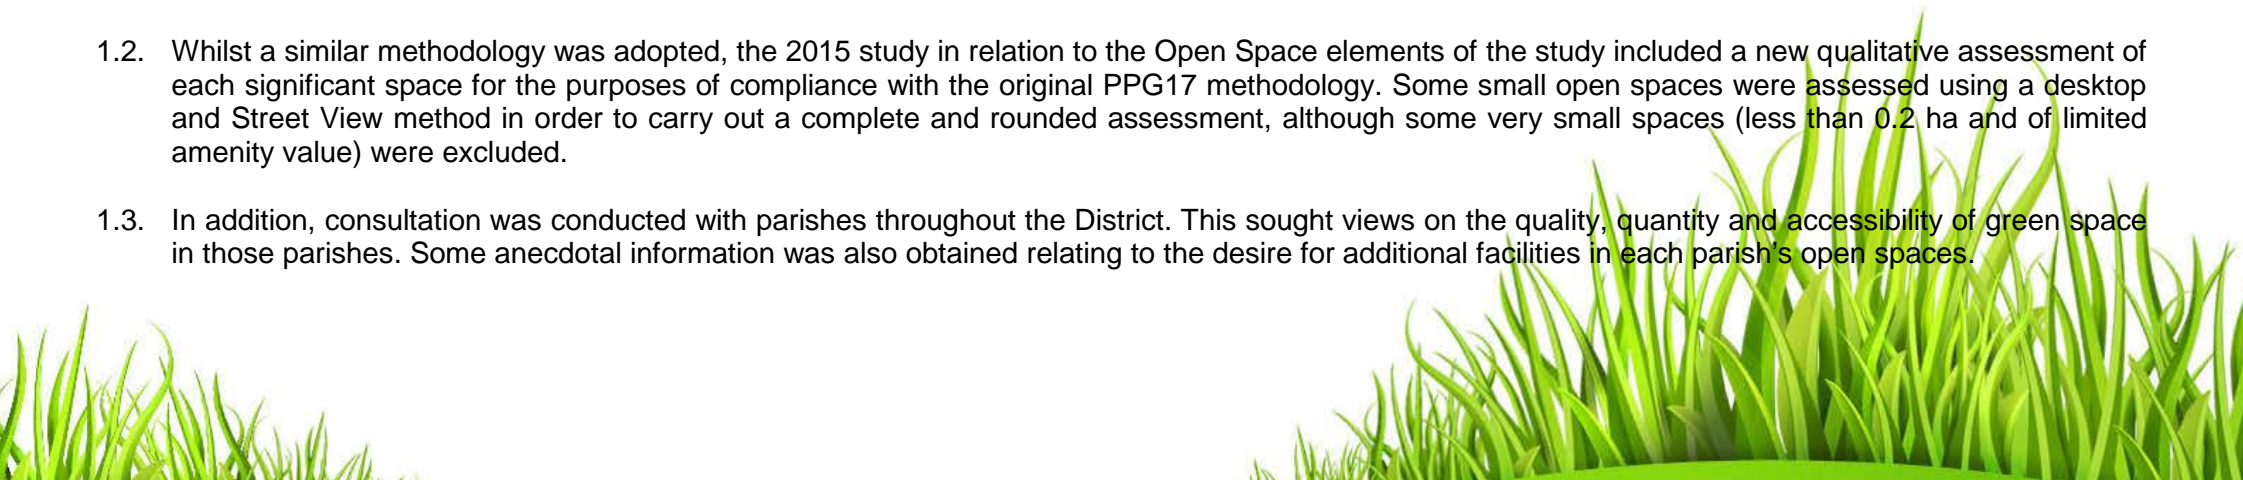 1.2. Whilst a similar methodology was adopted, the 2015 study in relation to the Open Space elements of the study included a new qualitative assessment of
each significant space for the purposes of compliance with the original PPG17 methodology. Some small open spaces were assessed using a desktop
and Street View method in order to carry out a complete and rounded assessment, although some very small spaces (less than 0.2 ha and of limited
amenity value) were excluded.
1.3. In addition, consultation was conducted with parishes throughout the District. This sought views on the quality, quantity and accessibility of green space
in those parishes. Some anecdotal information was also obtained relating to the desire for additional facilities in each parish's open spaces.